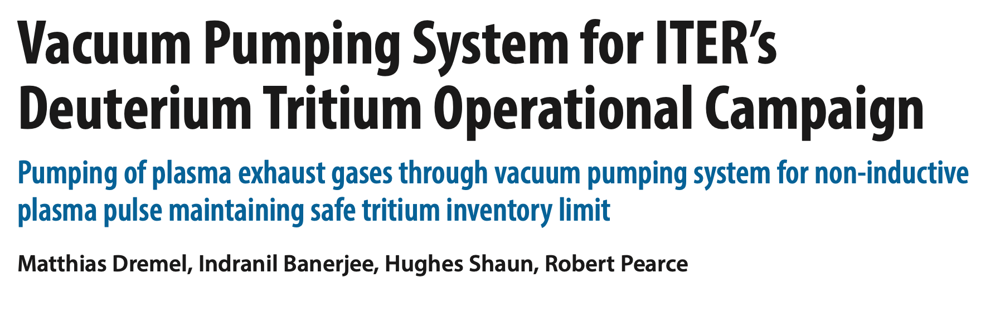 Vacuum Pumping System for ITER’s
Deuterium Tritium Operational Campaign
Pumping of plasma exhaust gases through vacuum pumping system for non-inductive
plasma pulse maintaining safe tritium inventory limit
Matthias Dremel, Indranil Banerjee, Hughes Shaun, Robert Pearce